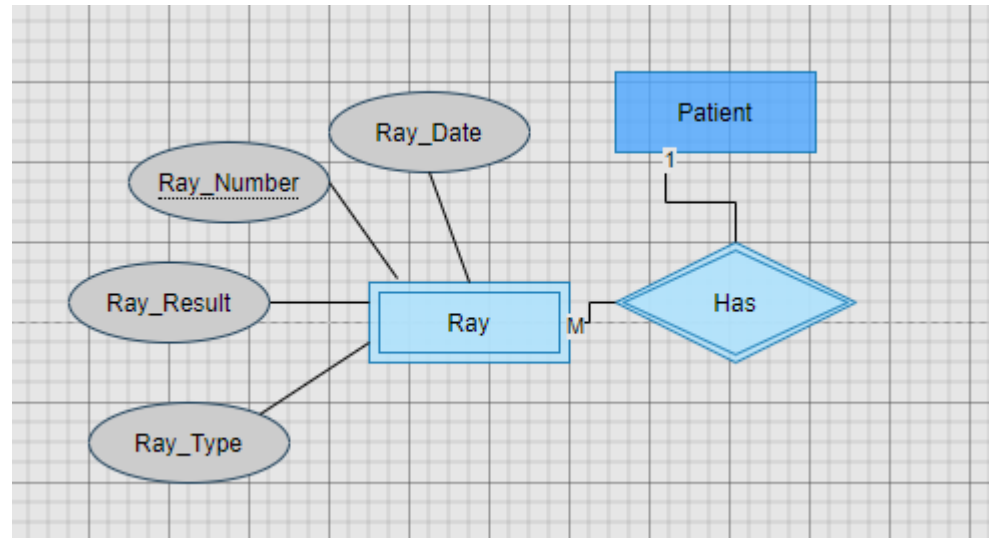 Ray_Date
Patient
1
Ray_Number
Ray_Result
Ray
M
Has
Ray_Type